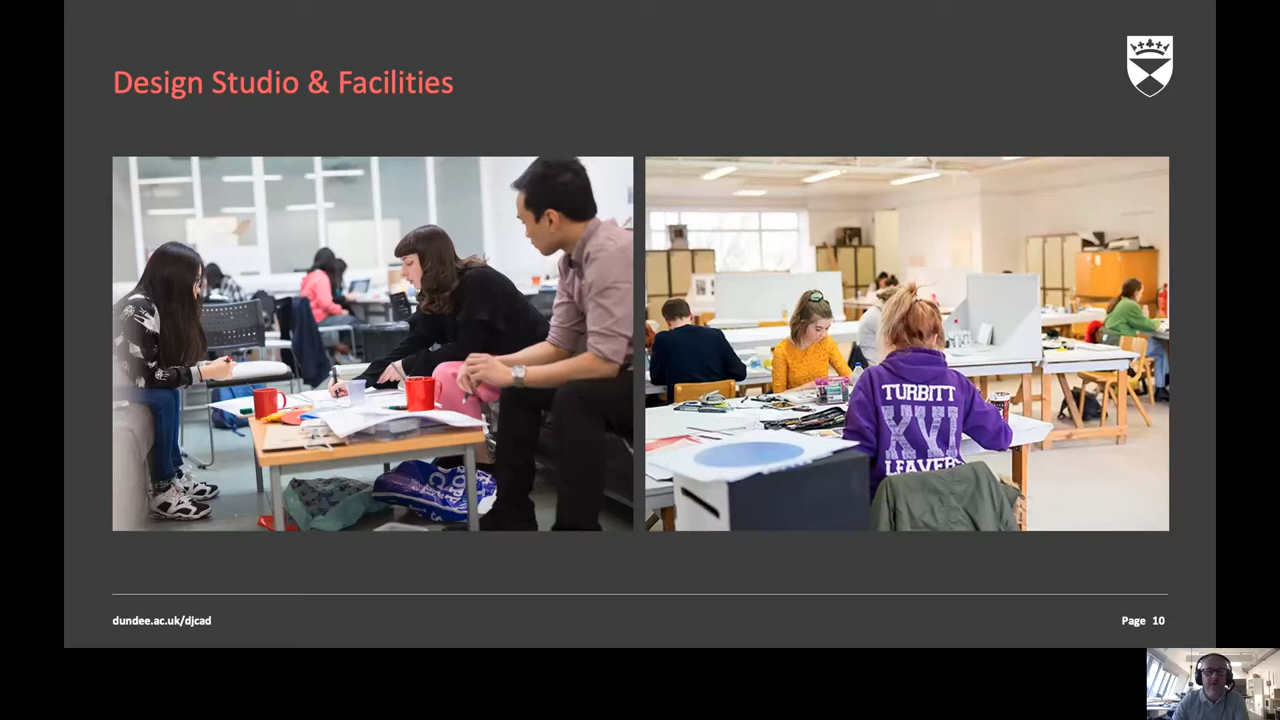 Design Studio & Facilities
TURBITT
XVI
LEAVERS
dundee.ac.uk/djcad
Page 10